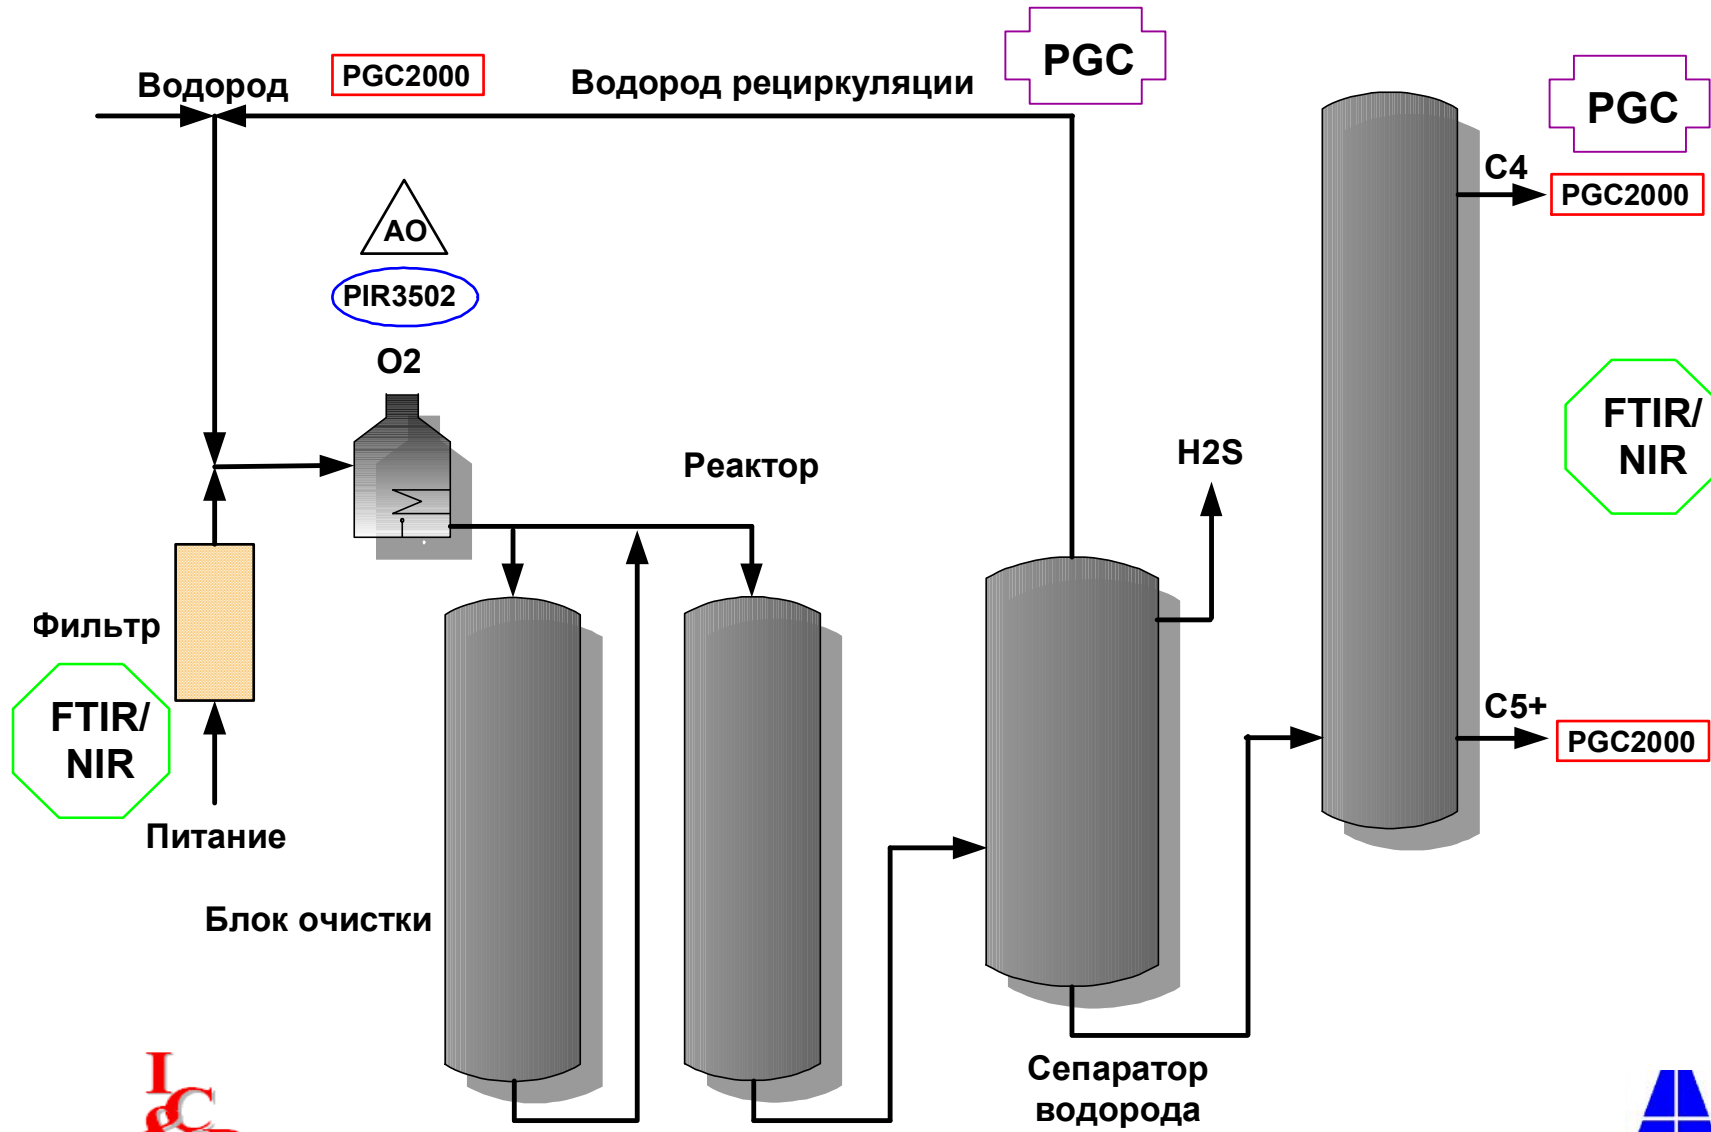 PGC
Водород
PGC2000
Водород рециркуляции
PGC
C4
PGC2000
AO
PIR3502
O2
FTIR/
NIR
Реактор
H2S
Фильтр
FTIR/
NIR
C5+
PGC2000
Питание
Блок очистки
Сепаратор
водорода